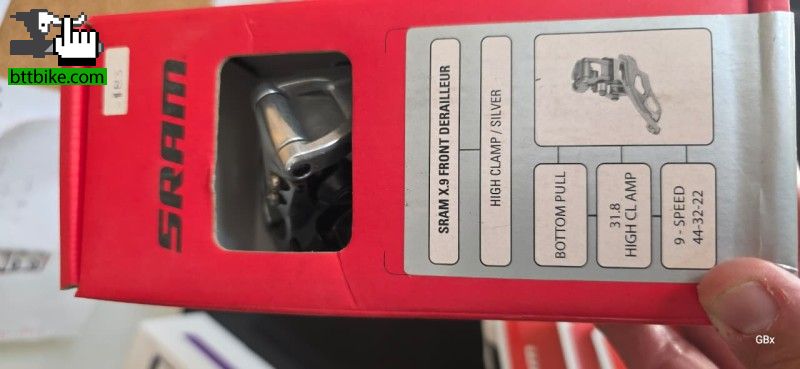 bttbike.com
SRAM
SRAM X.9 FRONT DERAILLEUR
HIGH CLAMP / SILVER
BOTTOM PULL
31.8
HIGH CL AMP
9 - SPEED
44-32-22
GBx